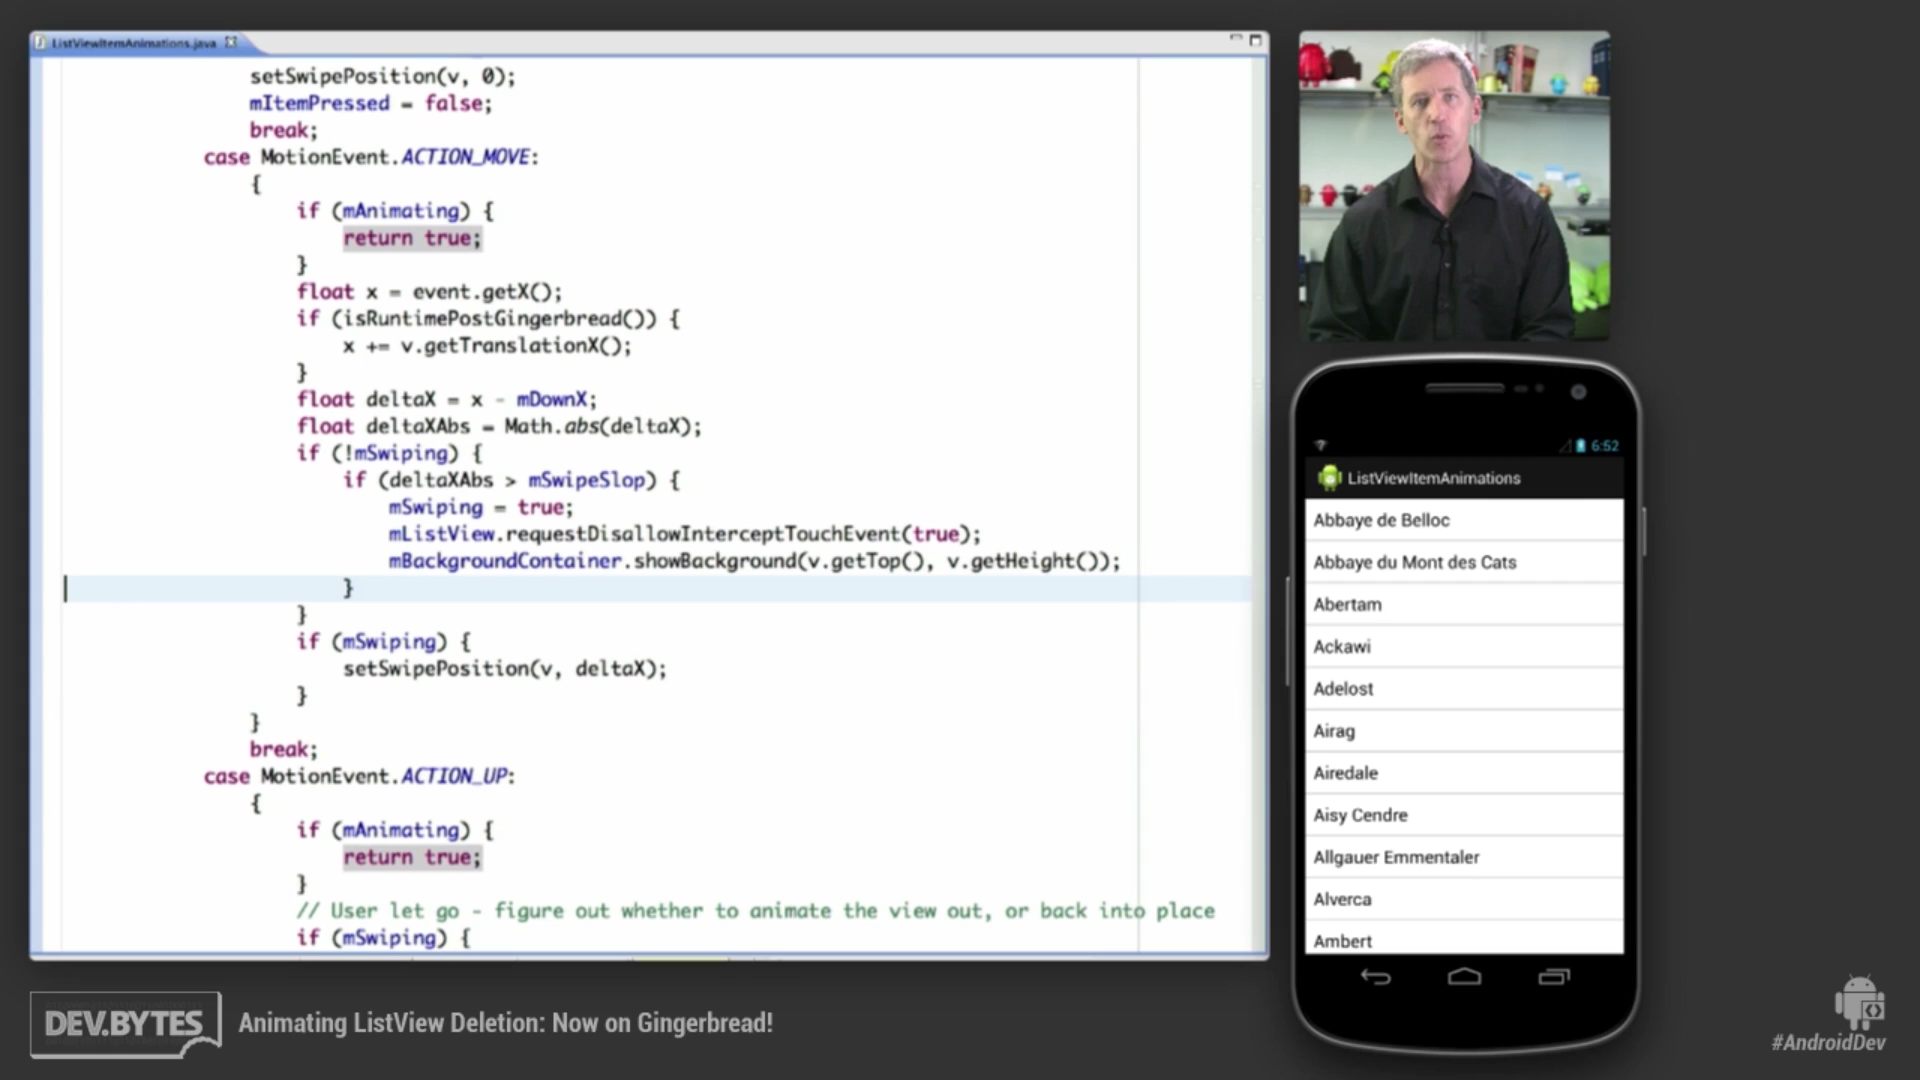 ListViewItemAnimations.java
setSwipePosition(v, 0);
mItemPressed = false;
break;
case MotionEvent.ACTION_MOVE:
{
if (mAnimating) {
return true;
}
float x = event.getX();
if (isRuntimePostGingerbread()) {
x += v.getTranslationX();
}
float deltaX = x - mDownX;
float deltaXAbs = Math.abs(deltaX);
if (!mSwiping) {
if (deltaXAbs > mSwipeSlop) {
mSwiping = true;
mListView.requestDisallowInterceptTouchEvent(true);
mBackgroundContainer.showBackground(v.getTop(), v.getHeight());
}
}
if (mSwiping) {
setSwipePosition(v, deltaX);
}
}
break;
case MotionEvent.ACTION_UP:
{
if (mAnimating) {
return true;
}
// User let go - figure out whether to animate the view out, or back into place
if (mSwiping) {
6:52
ListViewItemAnimations
Abbaye de Belloc
Abbaye du Mont des Cats
Abertam
Ackawi
Adelost
Airag
Airedale
Aisy Cendre
Allgauer Emmentaler
Alverca
Ambert
DEV.BYTES
Animating ListView Deletion: Now on Gingerbread!
#AndroidDev